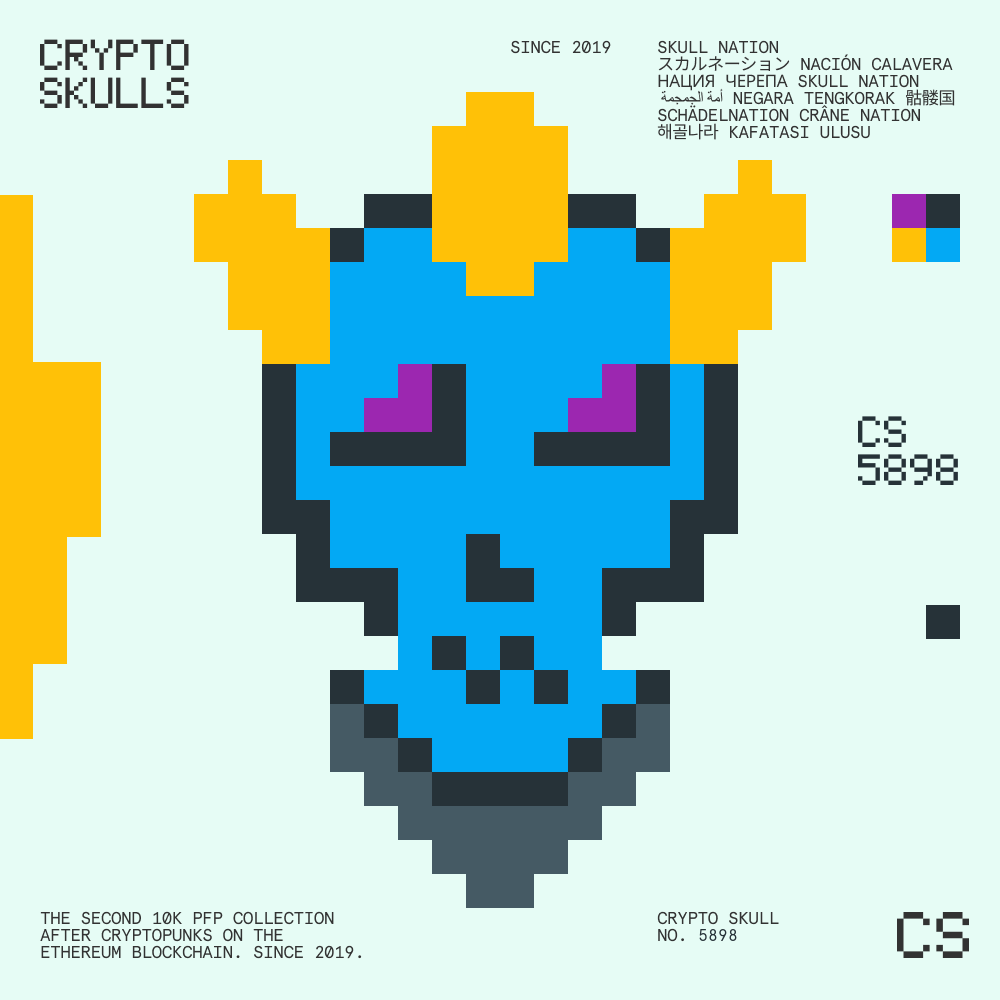 CRYPTO
SKULLS
SINCE 2019
SKULL NATION
スカルネーション NACIÓN CALAVERA
НАЦИЯ ЧЕРЕПА SKULL NATION
أمة الجمجمة NEGARA TENGKORAK 骷髅国
SCHÄDELNATION CRÂNE NATION
해골나라 KAFATASI ULUSU
CS
5898
THE SECOND 10K PFP COLLECTION
AFTER CRYPTOPUNKS ON THE
ETHEREUM BLOCKCHAIN. SINCE 2019.
CRYPTO SKULL
NO. 5898
CS